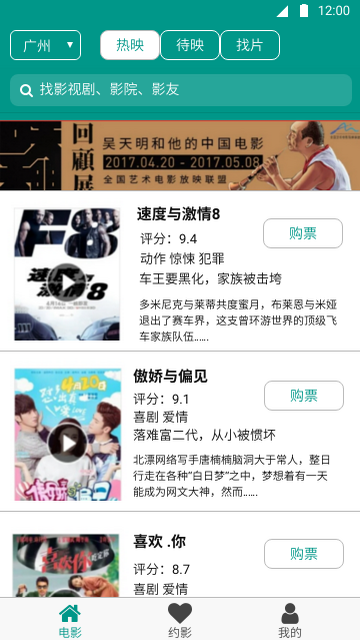 12:00
广州
热映
待映
找片
找影视剧、影院、影友
回顾展
吴天明和他的中国电影
2017.04.20 - 2017.05.08
全国艺术电影放映联盟
速度与激情8
评分：9.4
购票
动作 惊悚 犯罪
车王要黑化，家族被击垮
多米尼克与莱蒂共度蜜月，布莱恩与米娅
退出了赛车界，这支曾环游世界的顶级飞
车家族队伍......
F8
傲娇与偏见
评分：9.1
购票
喜剧 爱情
落难富二代，从小被惯坏
北漂网络写手唐楠楠脑洞大于常人，整日
行走在各种“白日梦”之中，梦想着有一天
能成为网文大神，然而......
4月20日
喜欢 .你
评分：8.7
购票
喜剧 爱情
喜欢你
电影
约影
我的